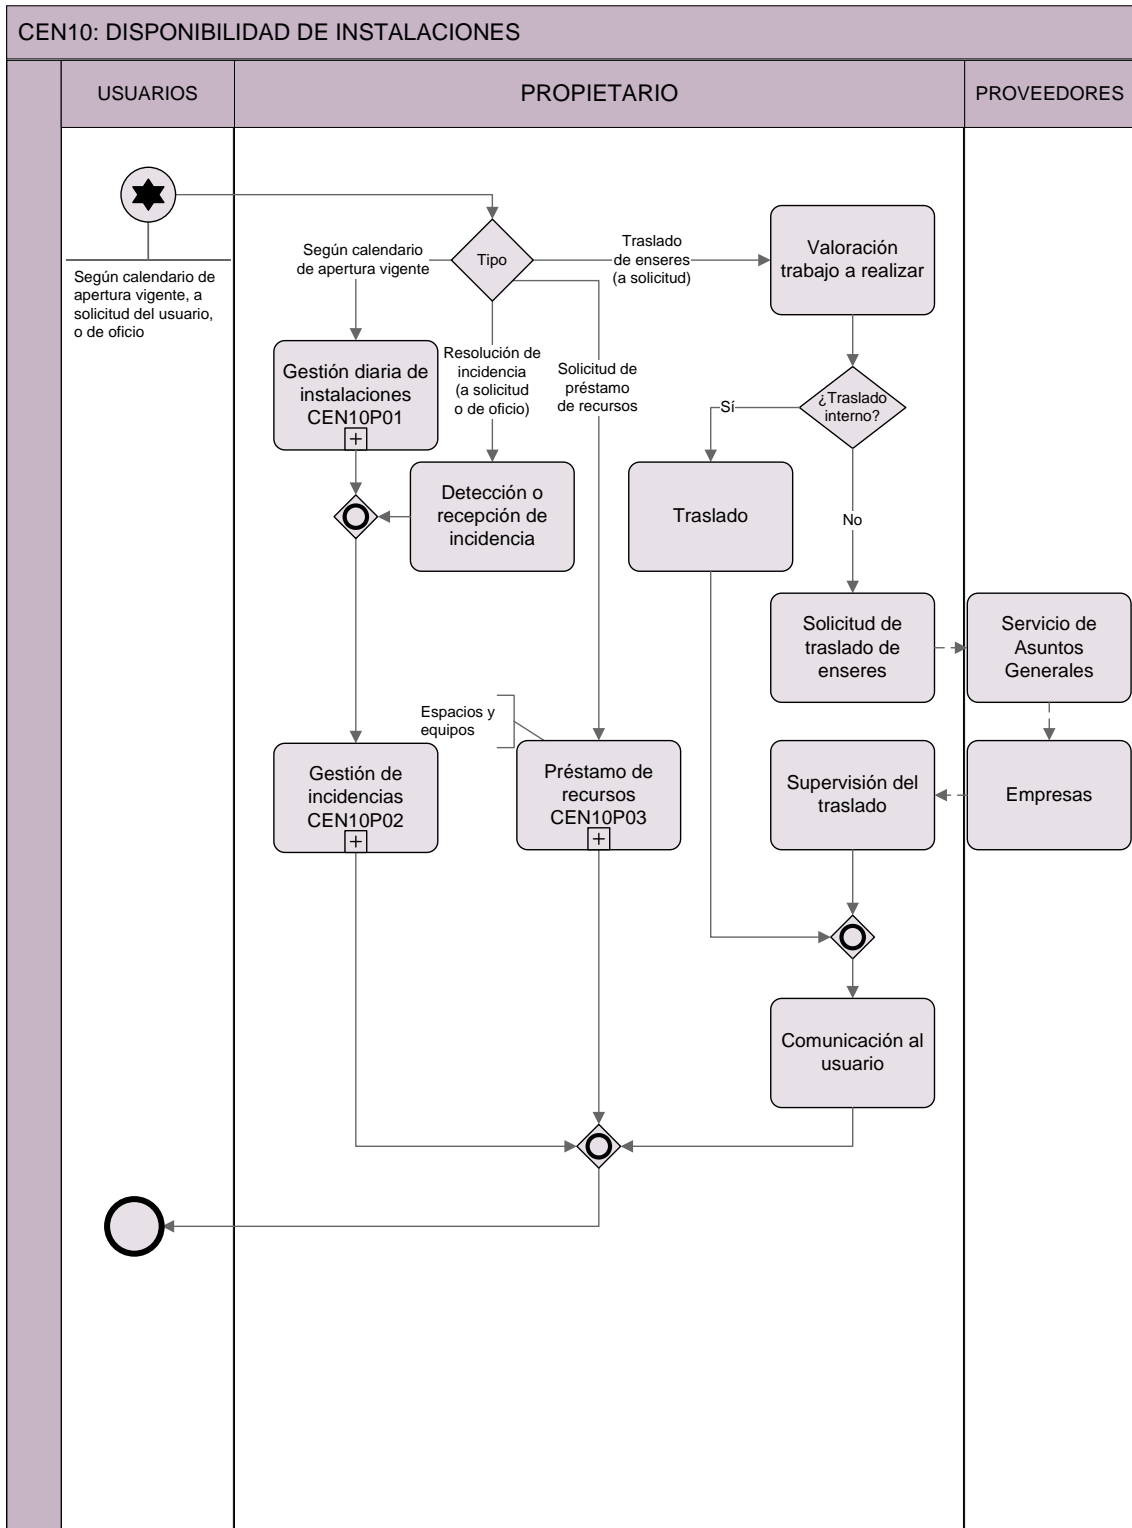 CEN10: DISPONIBILIDAD DE INSTALACIONES
USUARIOS
PROPIETARIO
PROVEEDORES
Según calendario de
apertura vigente, a
solicitud del usuario,
o de oficio
Tipo
Según calendario
de apertura vigente
Traslado
de enseres
(a solicitud)
Valoración
trabajo a realizar
Resolución de
incidencia
(a solicitud
o de oficio)
Solicitud de
préstamo
de recursos
Gestión diaria de
instalaciones
CEN10P01
¿Traslado
interno?
Sí
No
Detección o
recepción de
incidencia
Traslado
Solicitud de
traslado de
enseres
Servicio de
Asuntos
Generales
Espacios y
equipos
Gestión de
incidencias
CEN10P02
Préstamo de
recursos
CEN10P03
Supervisión del
traslado
Empresas
Comunicación al
usuario